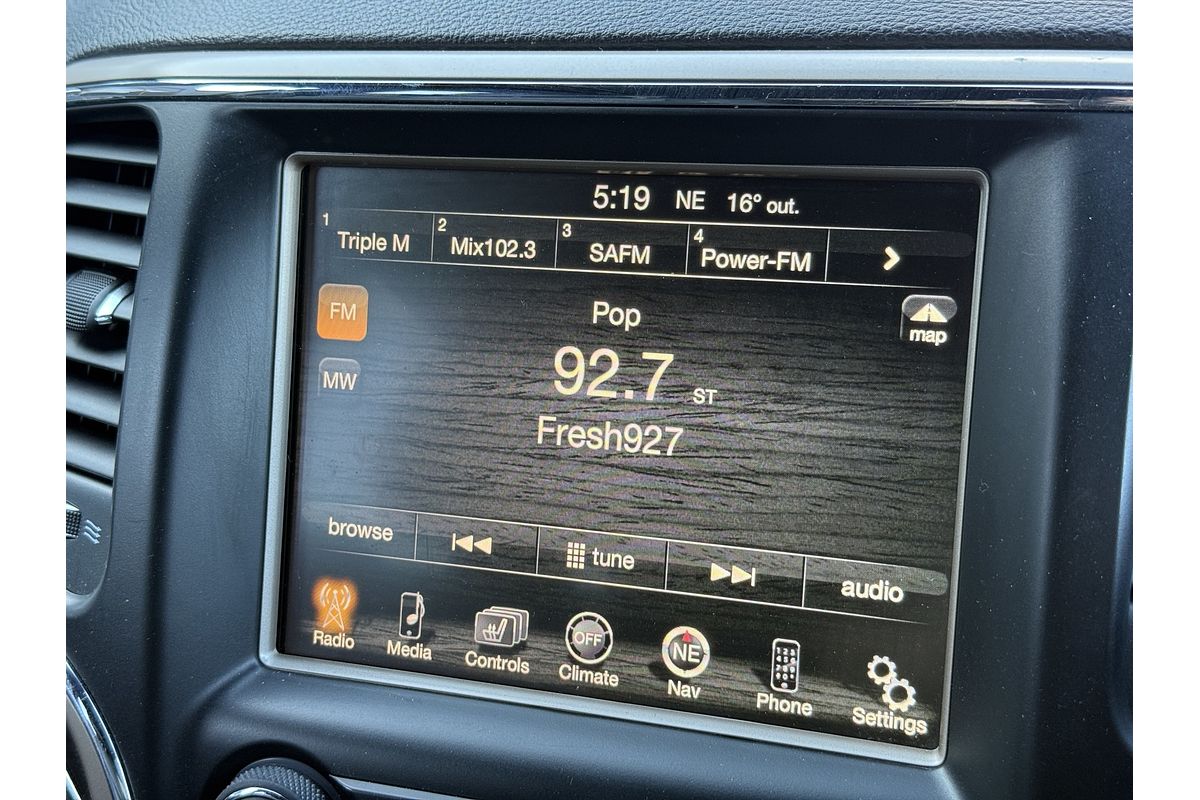 5:19 NE 16° out.
1 Triple M 2 Mix102.3 3 SAFM 4 Power-FM
FM
Pop
map
92.7 ST
MW
Fresh927
browse tune audio
OFF
NE
Radio Media Controls Climate Nav Phone Settings